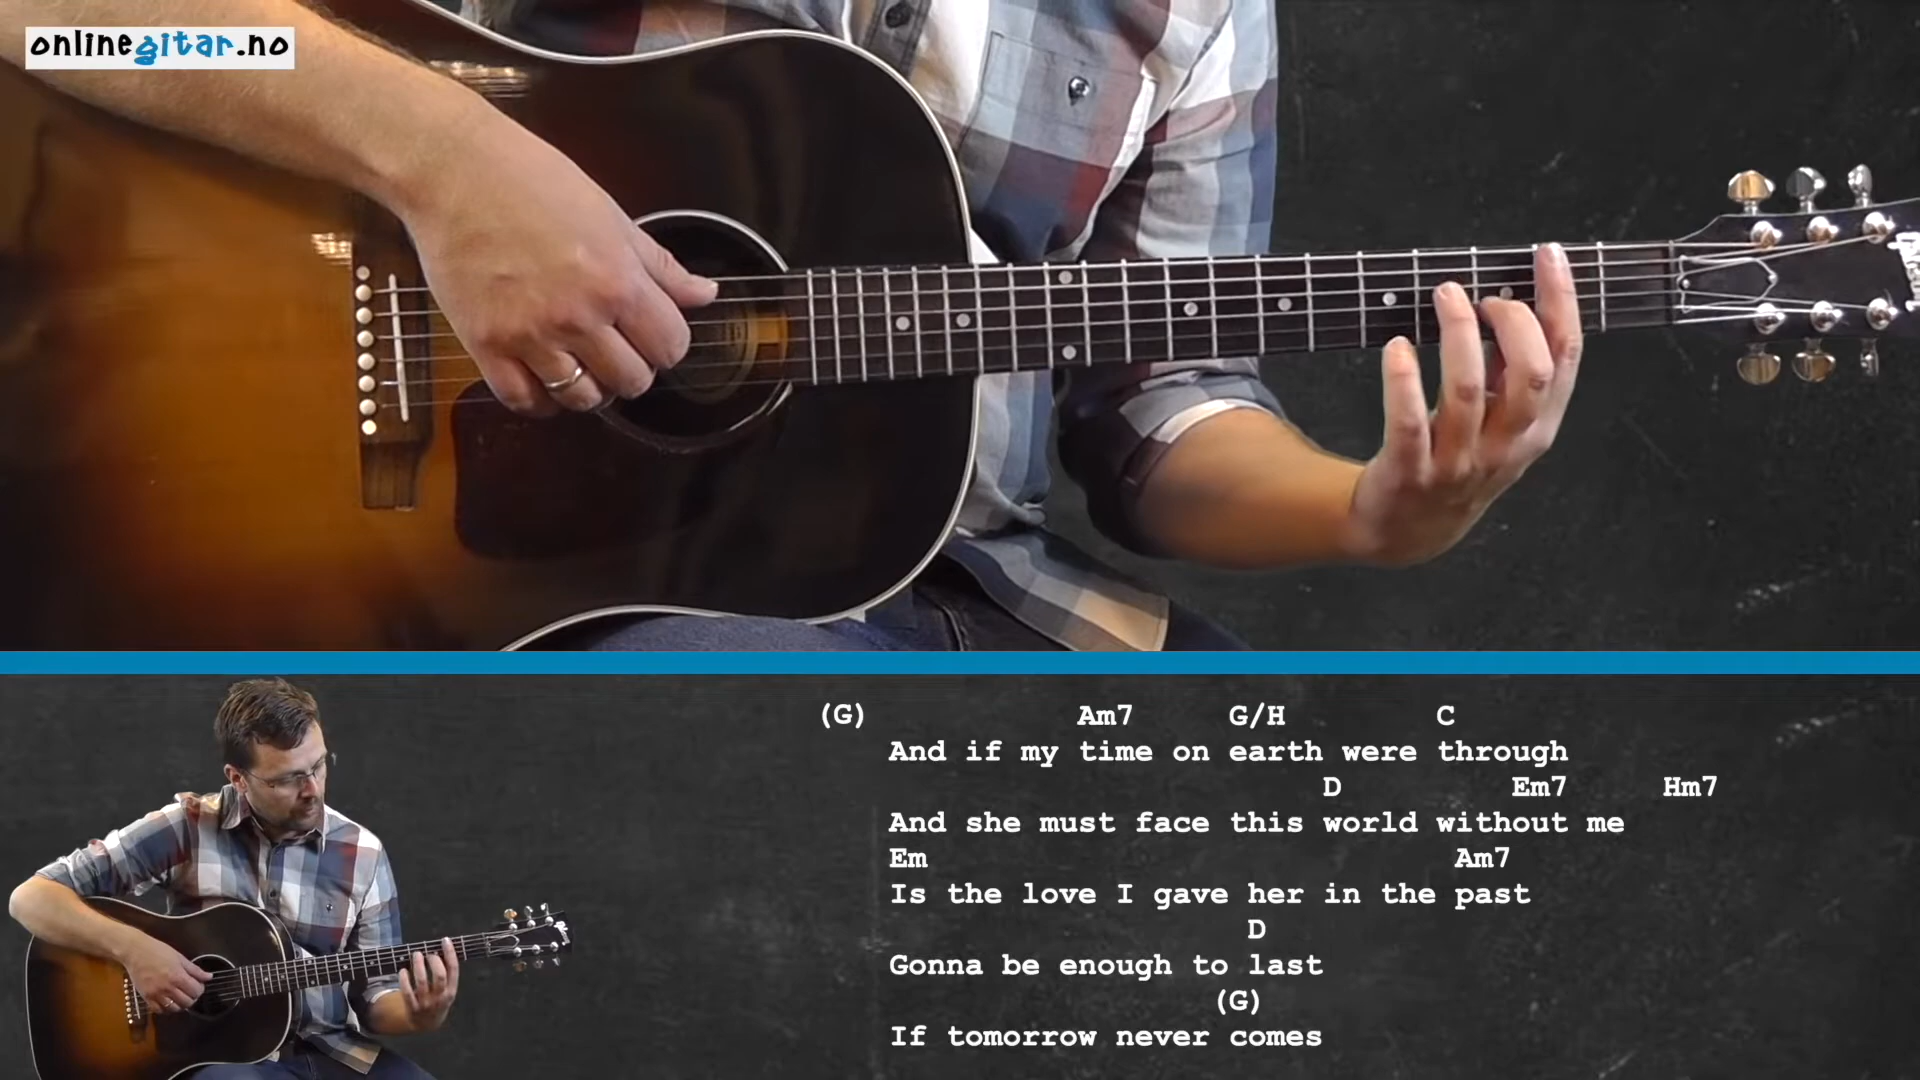 onlinegitar.no
(G) Am7 G/H C
And if my time on earth were through
D Em7 Hm7
And she must face this world without me
Em Am7
Is the love I gave her in the past
D
Gonna be enough to last
(G)
If tomorrow never comes